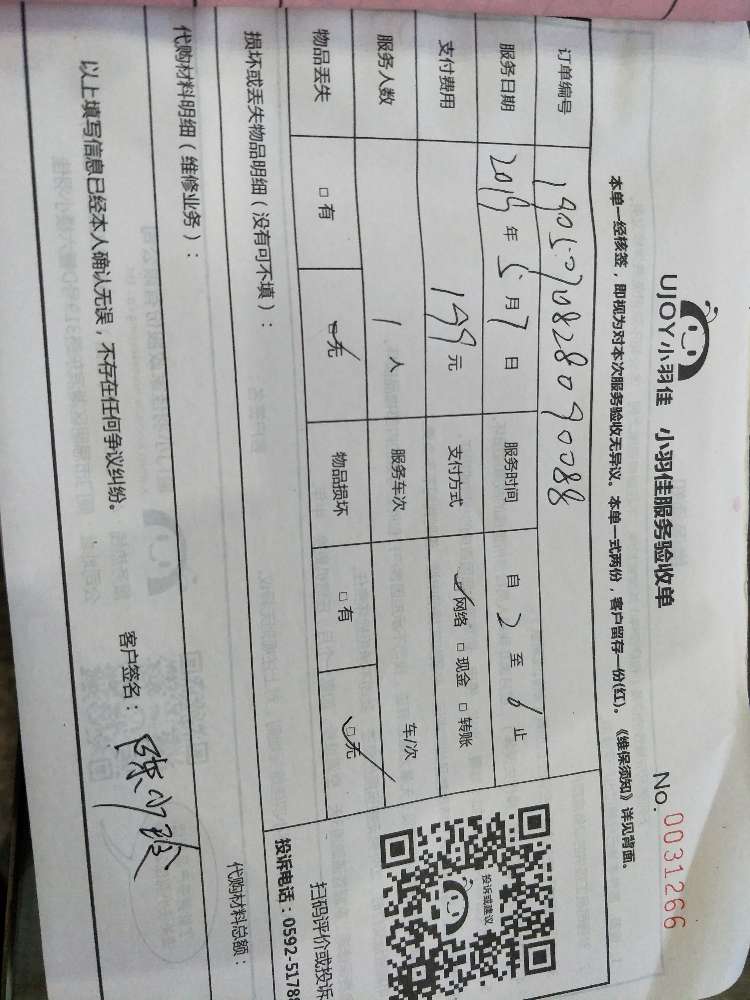 UJOY小羽佳 小羽佳服务验收单
No. 0031266
本单一经核签，即视为对本次服务验收无异议。本单一式两份，客户留存一份(红)。《维保须知》详见背面。
订单编号 190507082809 0088
服务日期 2019 年 5 月 7 日 服务时间 自 2 至 6 止
支付费用 199 元 支付方式 □网络 □现金 □转账
服务人数 1 人 服务车次 车/次
物品丢失 □有 □无 物品损坏 □有 □无
投诉或建议
扫码评价或投诉
投诉电话：0592-5178
损坏或丢失物品明细（没有可不填）：
代购材料明细（维修业务）： 代购材料总额：
以上填写信息已经本人确认无误，不存在任何争议纠纷。 客户签名：